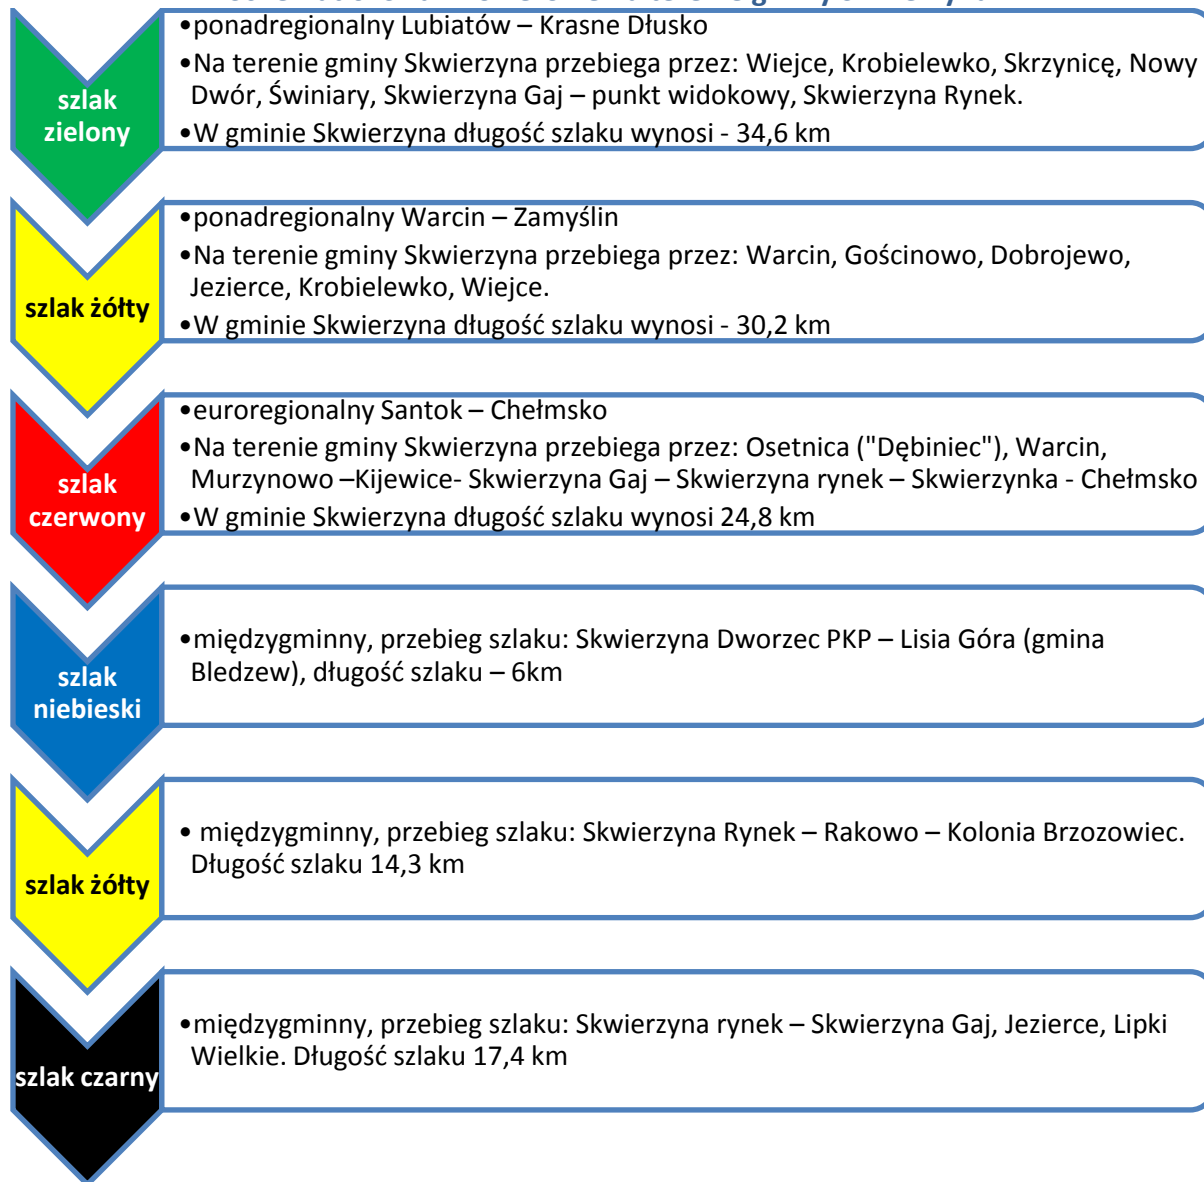 szlak
zielony
•ponadregionalny Lubiatów – Krasne Dłusko
•Na terenie gminy Skwierzyna przebiega przez: Wiejce, Krobielewko, Skrzynicę, Nowy
Dwór, Świniary, Skwierzyna Gaj – punkt widokowy, Skwierzyna Rynek.
•W gminie Skwierzyna długość szlaku wynosi - 34,6 km
szlak żółty
•ponadregionalny Warcin – Zamyślin
•Na terenie gminy Skwierzyna przebiega przez: Warcin, Gościnowo, Dobrojewo,
Jezierce, Krobielewko, Wiejce.
•W gminie Skwierzyna długość szlaku wynosi - 30,2 km
szlak
czerwony
•euroregionalny Santok – Chełmsko
•Na terenie gminy Skwierzyna przebiega przez: Osetnica ("Dębiniec"), Warcin,
Murzynowo –Kijewice- Skwierzyna Gaj – Skwierzyna rynek – Skwierzynka - Chełmsko
•W gminie Skwierzyna długość szlaku wynosi 24,8 km
szlak
niebieski
•międzygminny, przebieg szlaku: Skwierzyna Dworzec PKP – Lisia Góra (gmina
Bledzew), długość szlaku – 6km
szlak żółty
• międzygminny, przebieg szlaku: Skwierzyna Rynek – Rakowo – Kolonia Brzozowiec.
Długość szlaku 14,3 km
szlak czarny
•międzygminny, przebieg szlaku: Skwierzyna rynek – Skwierzyna Gaj, Jezierce, Lipki
Wielkie. Długość szlaku 17,4 km